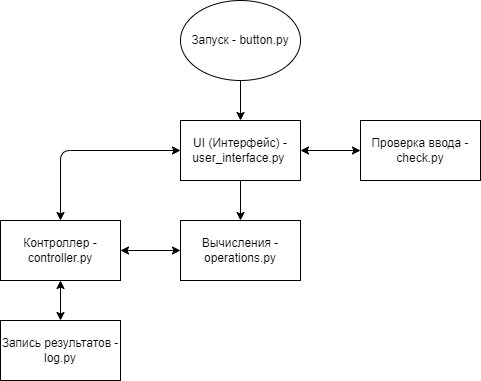 Запуск - button.py
UI (Интерфейс) -
user_interface.py
Проверка ввода -
check.py
Контроллер -
controller.py
Вычисления -
operations.py
Запись результатов -
log.py